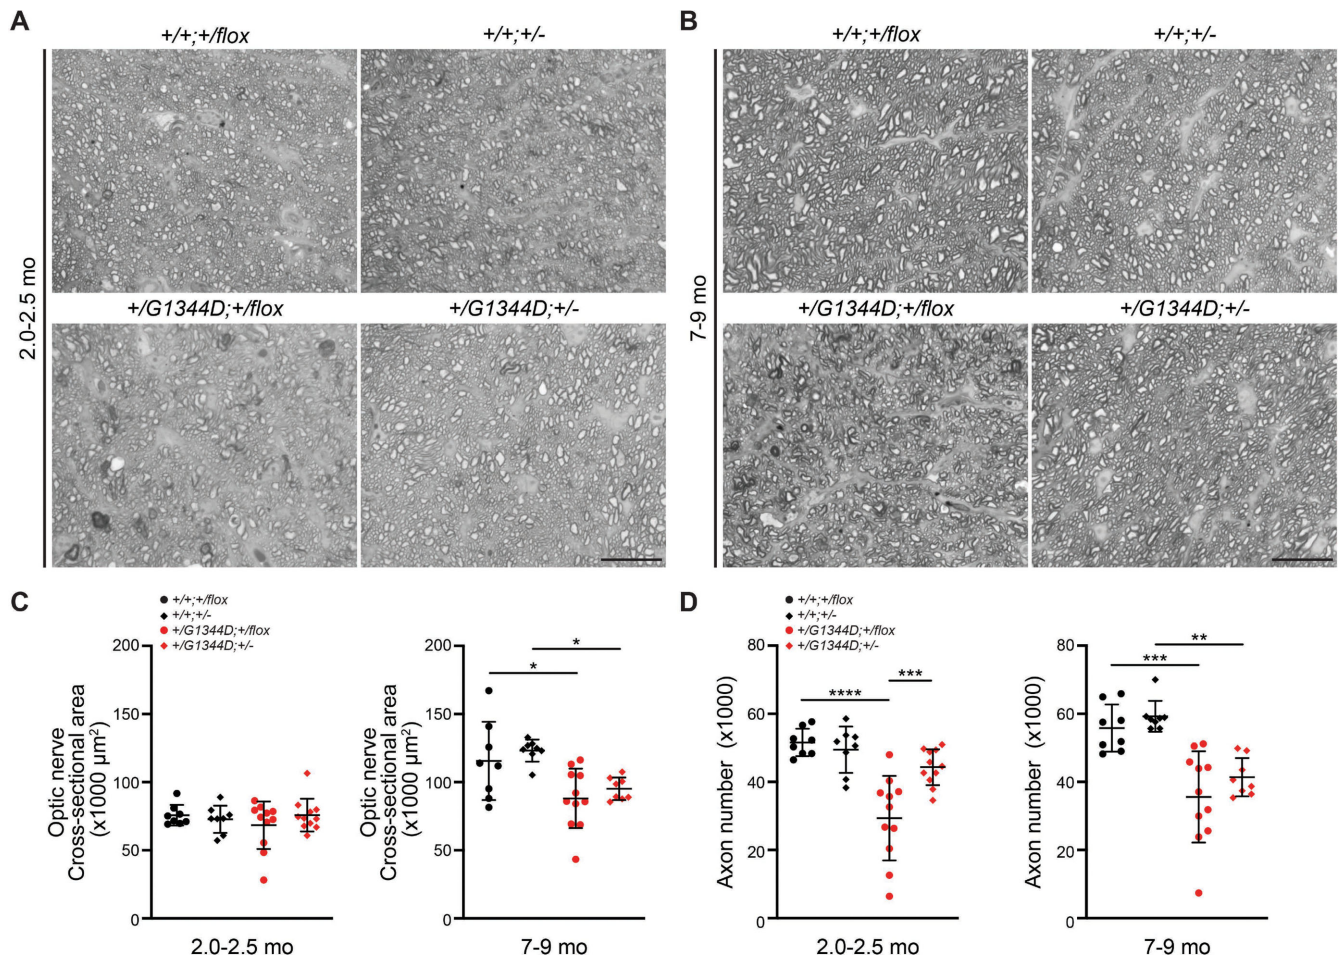 A
+/+;+/flox
+/+;+/-
2.0-2.5 mo
+/G1344D;+/flox
+/G1344D;+/-
B
+/+;+/flox
+/+;+/-
7-9 mo
+/G1344D;+/flox
+/G1344D;+/-
C
+/+;+/flox
+/+;+/-
+/G1344D;+/flox
+/G1344D;+/-
Optic nerve
Cross-sectional area
(x1000 µm²)
200
150
100
50
0
2.0-2.5 mo
Optic nerve
Cross-sectional area
(x1000 µm²)
200
150
100
50
0
*
*
7-9 mo
D
+/+;+/flox
+/+;+/-
+/G1344D;+/flox
+/G1344D;+/-
Axon number (x1000)
80
60
40
20
0
***
****
2.0-2.5 mo
Axon number (x1000)
80
60
40
20
0
**
***
7-9 mo